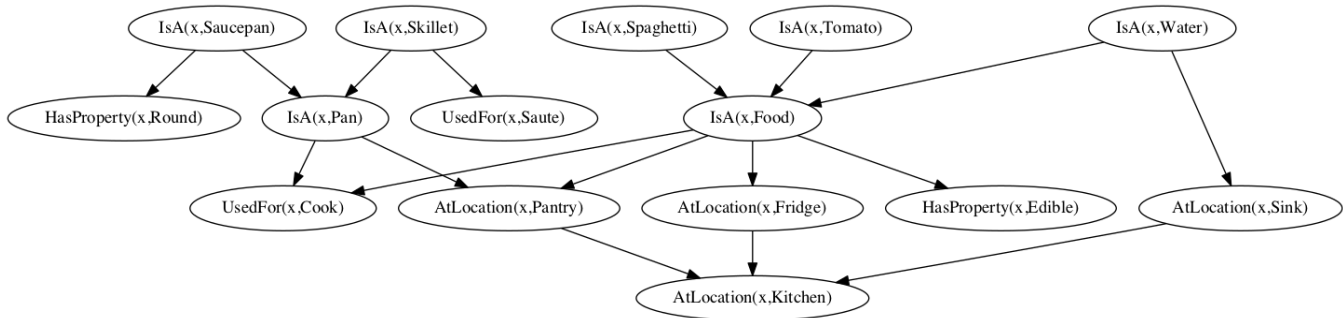 IsA(x,Saucepan)
IsA(x,Skillet)
IsA(x,Spaghetti)
IsA(x,Tomato)
IsA(x,Water)
HasProperty(x,Round)
IsA(x,Pan)
UsedFor(x,Saute)
IsA(x,Food)
UsedFor(x,Cook)
AtLocation(x,Pantry)
AtLocation(x,Fridge)
HasProperty(x,Edible)
AtLocation(x,Sink)
AtLocation(x,Kitchen)